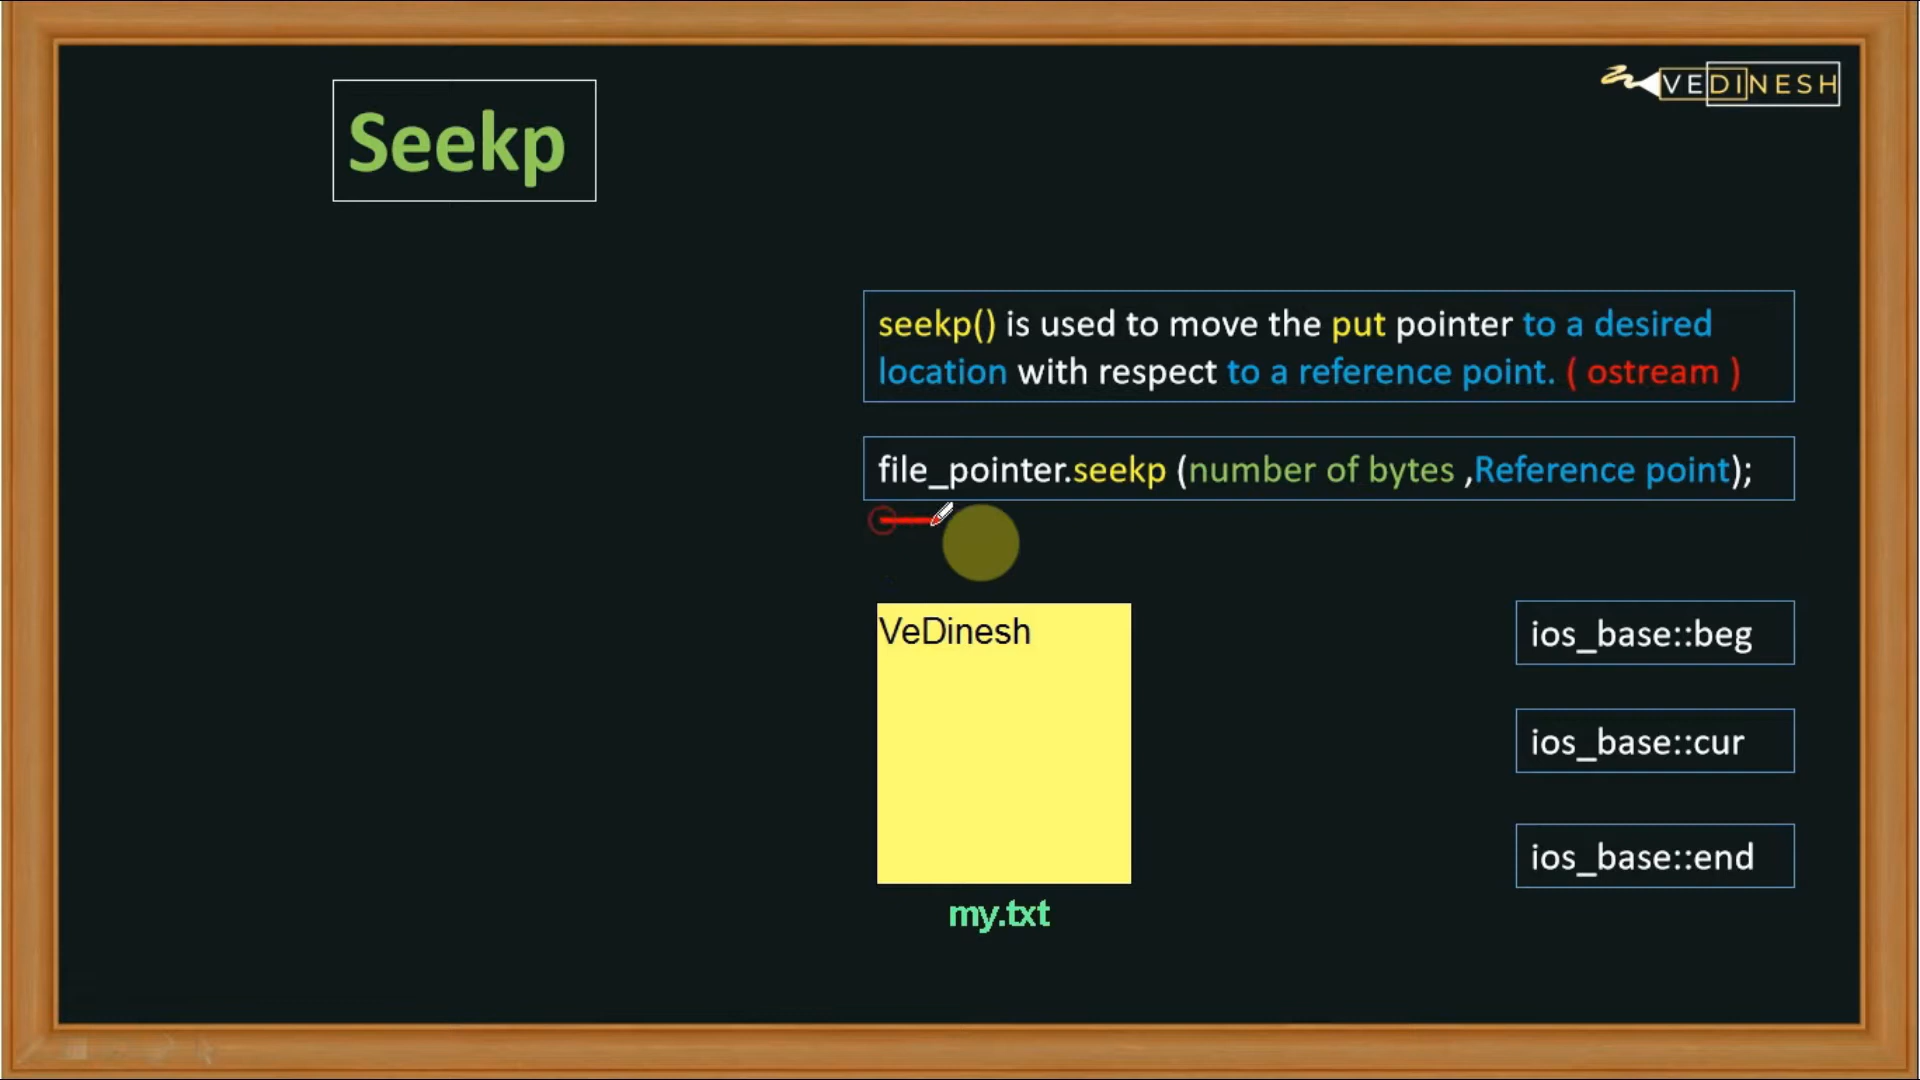 VEDINESH
Seekp
seekp() is used to move the put pointer to a desired
location with respect to a reference point. ( ostream )
file_pointer.seekp (number of bytes ,Reference point);
VeDinesh
my.txt
ios_base::beg
ios_base::cur
ios_base::end